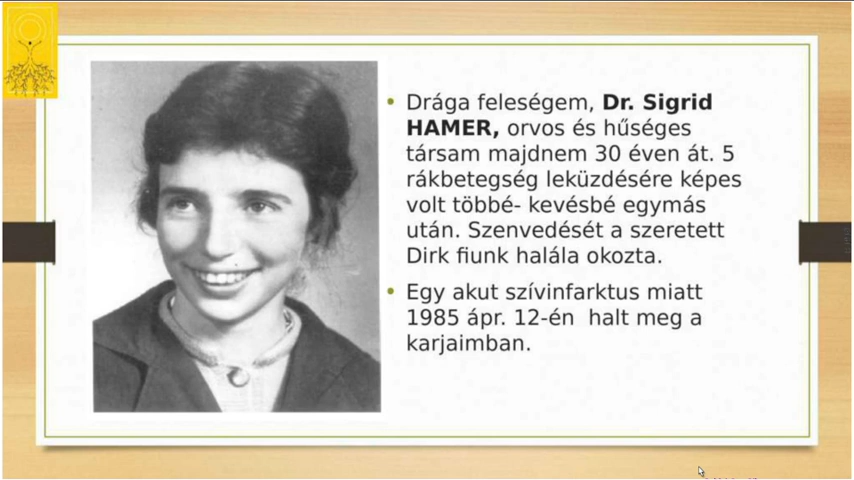 Drága feleségem, Dr. Sigrid
HAMER, orvos és hűséges
társam majdnem 30 éven át. 5
rákbetegség leküzdésére képes
volt többé- kevésbé egymás
után. Szenvedését a szeretett
Dirk fiunk halála okozta.
Egy akut szívinfarktus miatt
1985 ápr. 12-én  halt meg a
karjaimban.